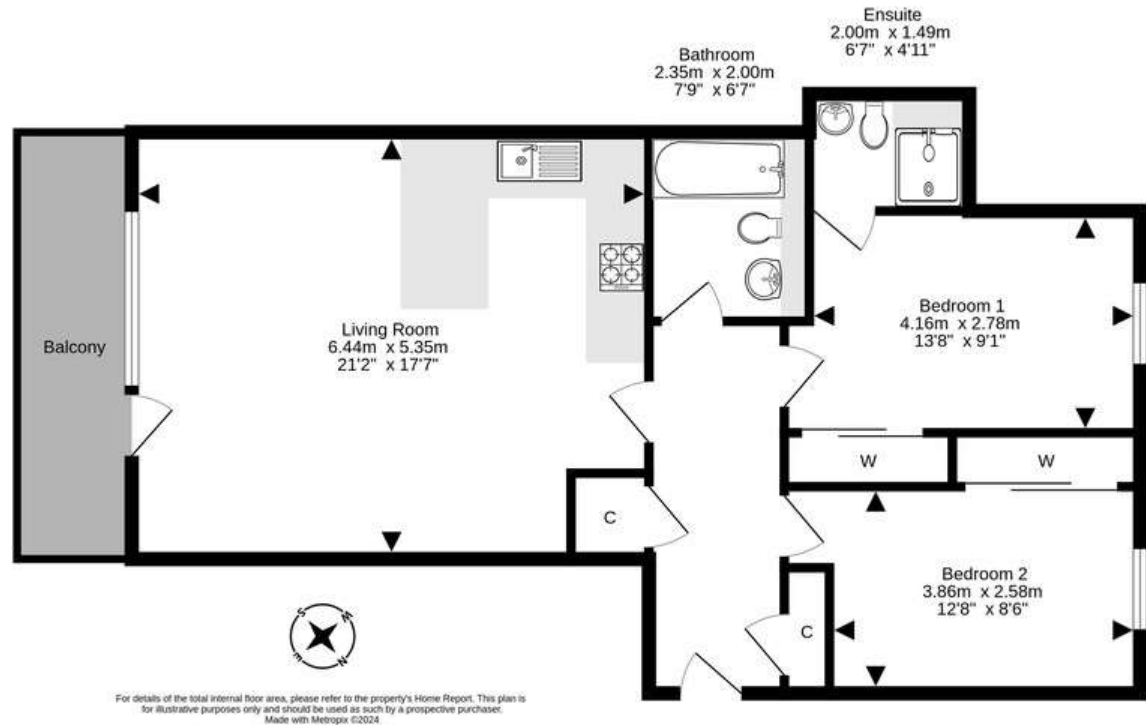 Ensuite
2.00m x 1.49m
6'7" x 4'11"
Bathroom
2.35m x 2.00m
7'9" x 6'7"
Balcony
Living Room
6.44m x 5.35m
21'2" x 17'7"
Bedroom 1
4.16m x 2.78m
13'8" x 9'1"
W
W
C
Bedroom 2
3.86m x 2.58m
12'8" x 8'6"
C
S
W
E
N
For details of the total internal floor area, please refer to the property's Home Report. This plan is
for illustrative purposes only and should be used as such by a prospective purchaser.
Made with Metropix ©2024